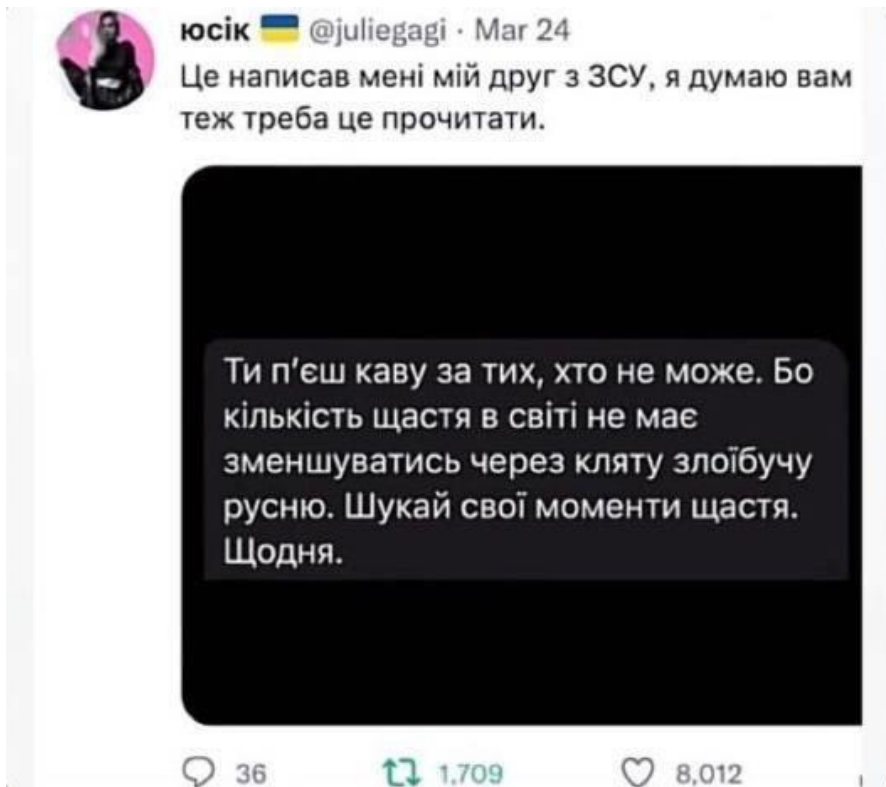 юсік 🇺🇦 @juliegagi · Mar 24
Це написав мені мій друг з ЗСУ, я думаю вам
теж треба це прочитати.
Ти п'єш каву за тих, хто не може. Бо
кількість щастя в світі не має
зменшуватись через кляту злоїбучу
русню. Шукай свої моменти щастя.
Щодня.
36 1,709 8,012